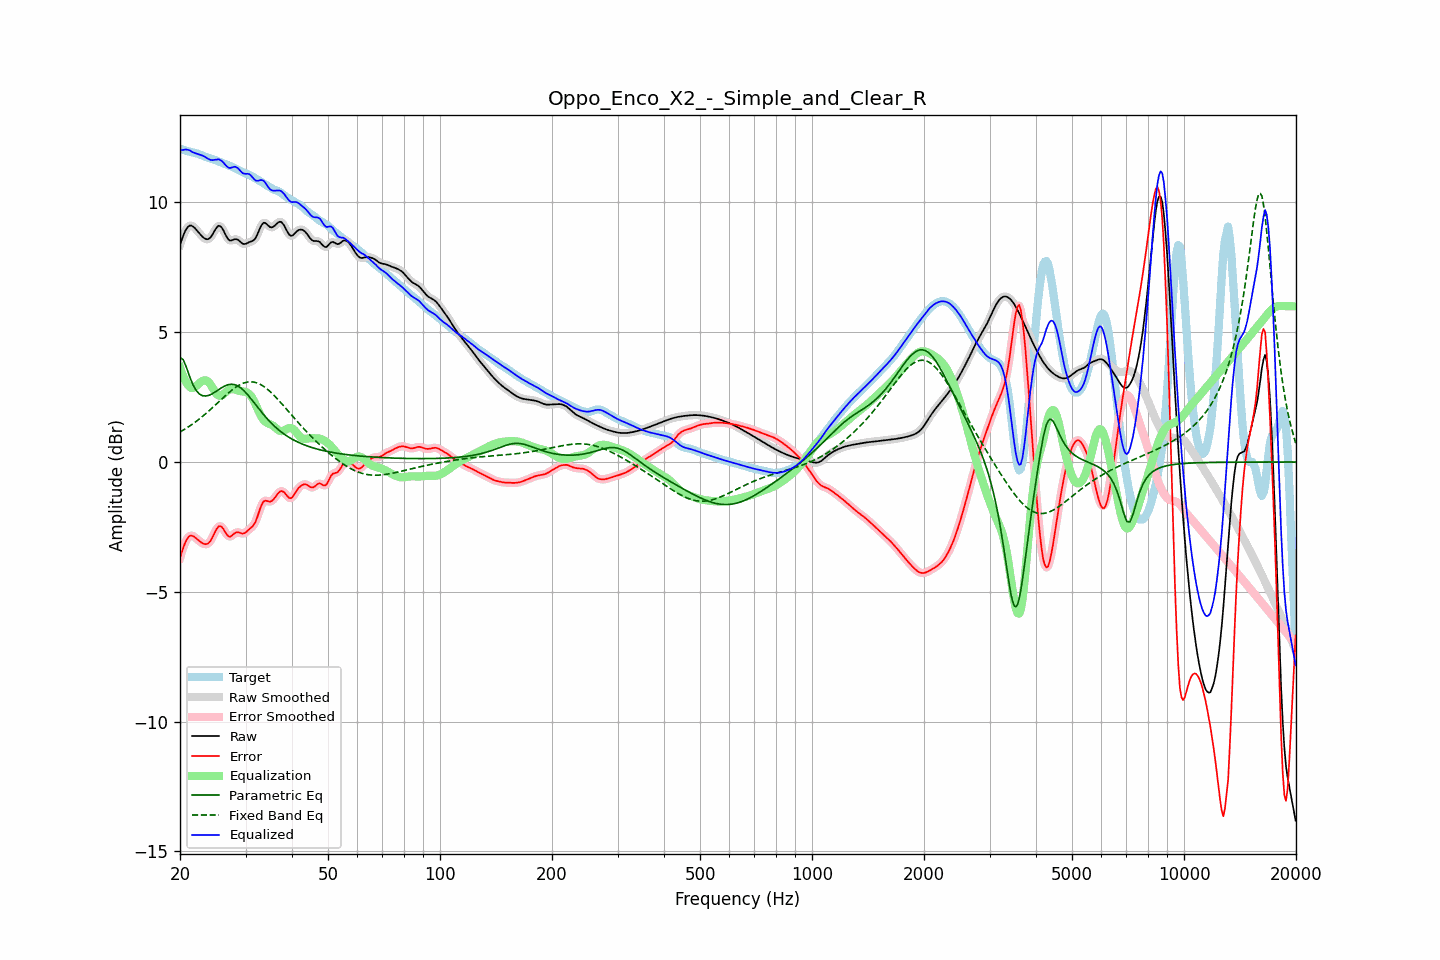 Oppo_Enco_X2_-_Simple_and_Clear_R
Amplitude (dBr)
10
5
0
−5
−10
−15
Target
Raw Smoothed
Error Smoothed
Raw
Error
Equalization
Parametric Eq
Fixed Band Eq
Equalized
20 50 100 200 500 1000 2000 5000 10000 20000
Frequency (Hz)